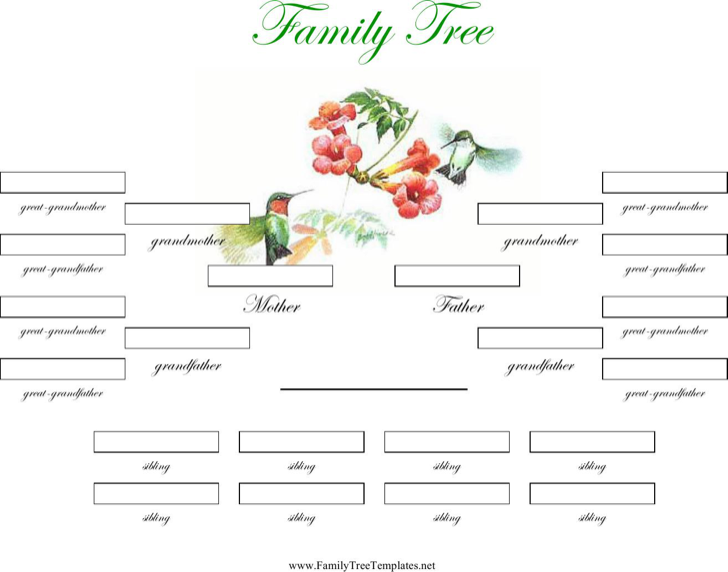 Family Tree
great-grandmother
great-grandmother
grandmother
grandmother
great-grandfather
great-grandfather
Mother
Father
great-grandmother
great-grandmother
grandfather
grandfather
great-grandfather
great-grandfather
sibling
sibling
sibling
sibling
sibling
sibling
sibling
sibling
www.FamilyTreeTemplates.net